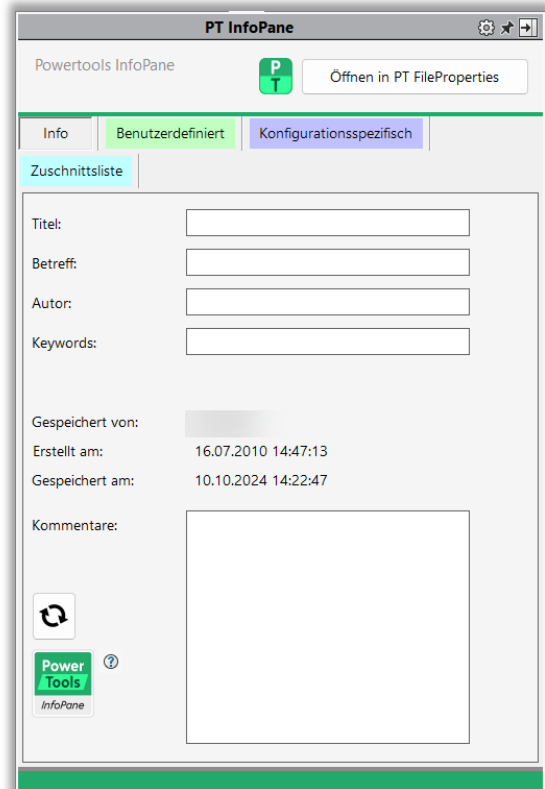 PT InfoPane
Powertools InfoPane
P
T
Öffnen in PT FileProperties
Info
Benutzerdefiniert
Konfigurationsspezifisch
Zuschnittsliste
Titel:
Betreff:
Autor:
Keywords:
Gespeichert von:
Erstellt am: 16.07.2010 14:47:13
Gespeichert am: 10.10.2024 14:22:47
Kommentare:
Power
Tools
InfoPane
?